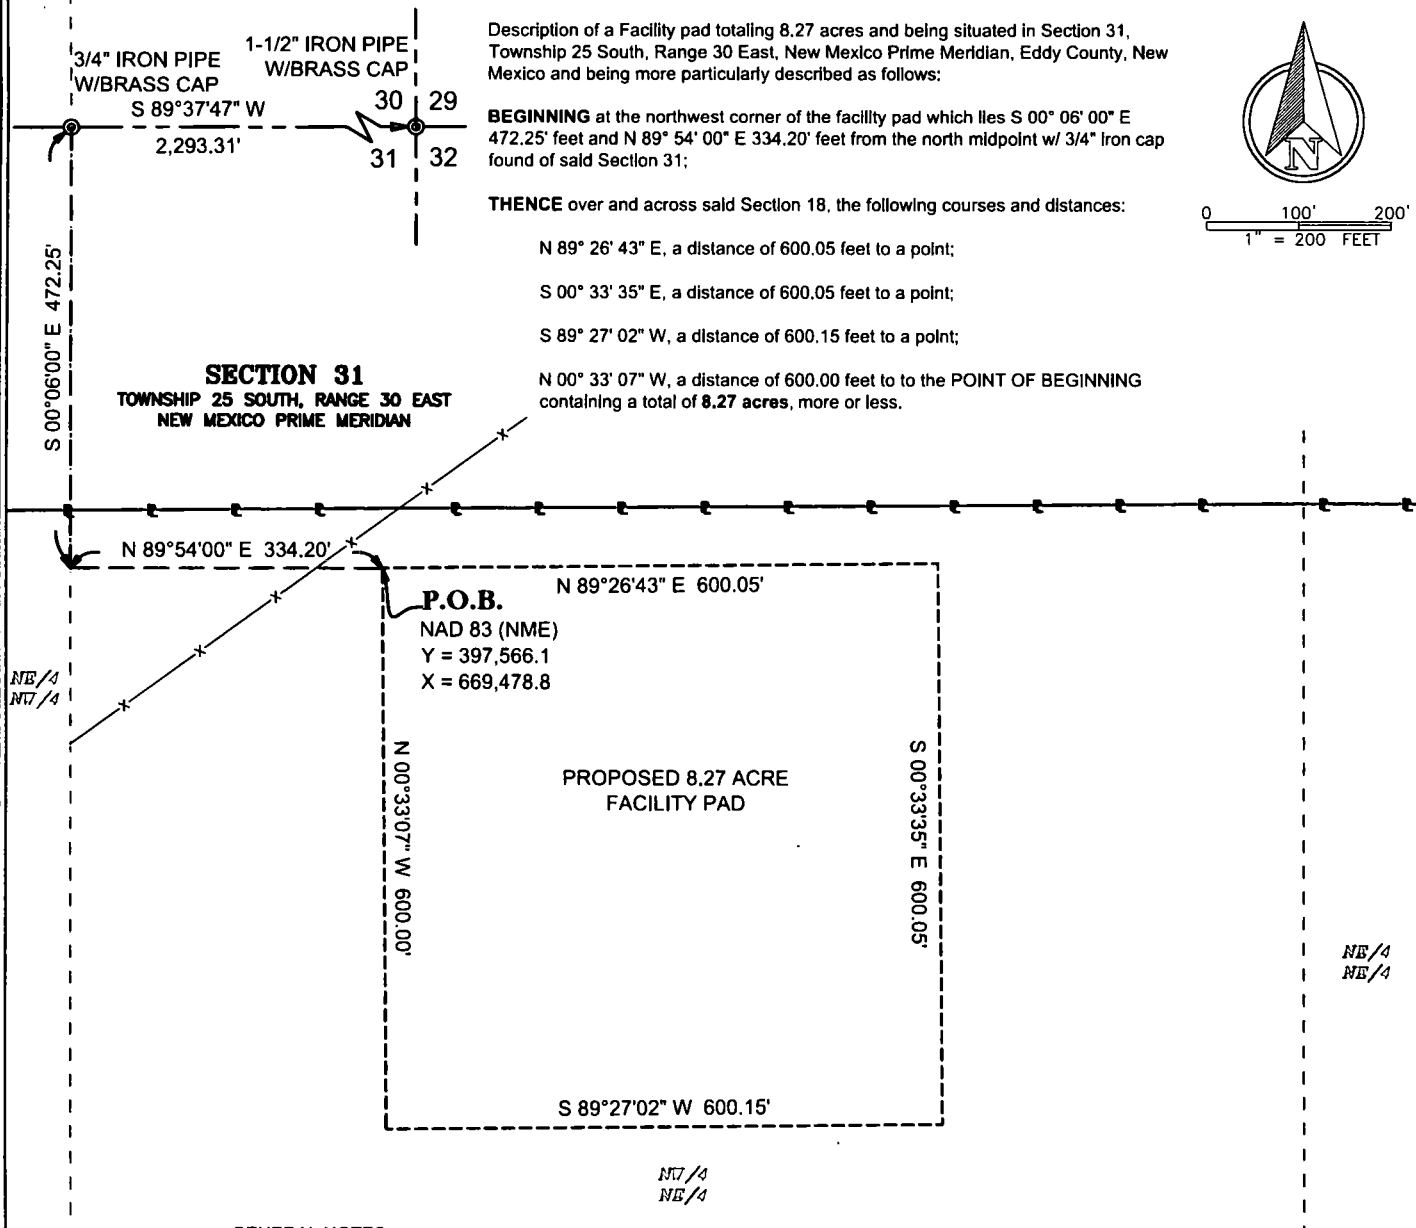 3/4" IRON PIPE
W/BRASS CAP
1-1/2" IRON PIPE
W/BRASS CAP
S 89°37'47" W
2,293.31'
30 29
31 32
Description of a Facility pad totaling 8.27 acres and being situated in Section 31,
Township 25 South, Range 30 East, New Mexico Prime Meridian, Eddy County, New
Mexico and being more particularly described as follows:
BEGINNING at the northwest corner of the facility pad which lies S 00° 06' 00" E
472.25' feet and N 89° 54' 00" E 334.20' feet from the north midpoint w/ 3/4" iron cap
found of said Section 31;
THENCE over and across said Section 18, the following courses and distances:
N 89° 26' 43" E, a distance of 600.05 feet to a point;
S 00° 33' 35" E, a distance of 600.05 feet to a point;
S 89° 27' 02" W, a distance of 600.15 feet to a point;
N 00° 33' 07" W, a distance of 600.00 feet to to the POINT OF BEGINNING
containing a total of 8.27 acres, more or less.
N
0 100' 200'
1" = 200 FEET
S 00°06'00" E 472.25'
SECTION 31
TOWNSHIP 25 SOUTH, RANGE 30 EAST
NEW MEXICO PRIME MERIDIAN
N 89°54'00" E 334.20'
N 89°26'43" E 600.05'
P.O.B.
NAD 83 (NME)
Y = 397,566.1
X = 669,478.8
NE/4
NW/4
N 00°33'07" W 600.00'
PROPOSED 8.27 ACRE
FACILITY PAD
S 00°33'35" E 600.05'
NE/4
NE/4
S 89°27'02" W 600.15'
NW/4
NE/4